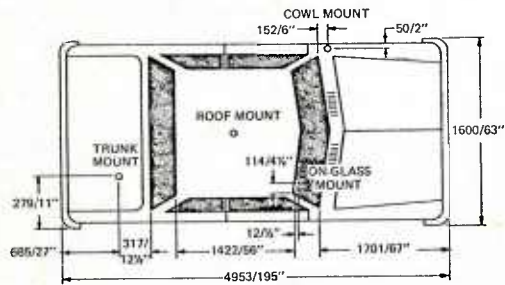 COWL MOUNT
152/6"
50/2"
ROOF MOUNT
1600/63"
TRUNK
MOUNT
114/4½"
ON-GLASS
MOUNT
279/11"
317/
12½"
12/½"
685/27"
1422/56"
1701/67"
4953/195"